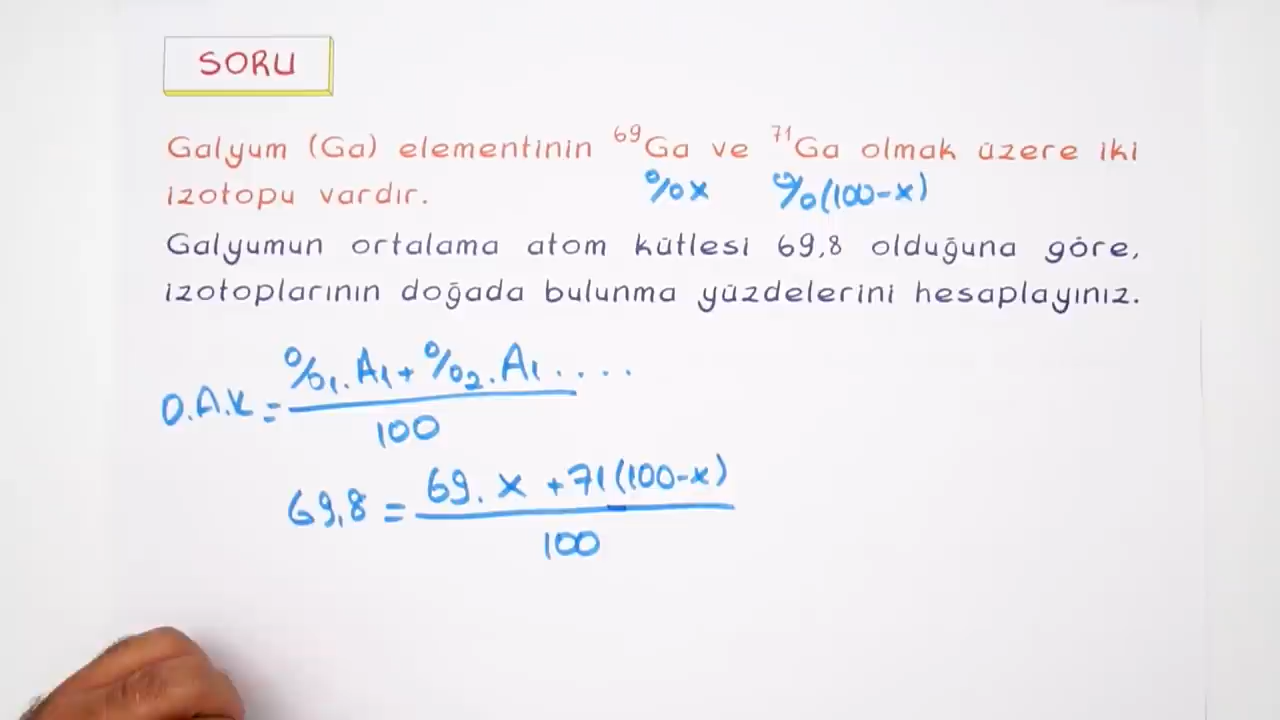 SORU
Galyum (Ga) elementinin ⁶⁹Ga ve ⁷¹Ga olmak üzere iki
%x %(100-x)
izotopu vardır.
Galyumun ortalama atom kütlesi 69,8 olduğuna göre,
izotoplarının doğada bulunma yüzdelerini hesaplayınız.
O.A.K = %₁.A₁ + %₂.A₁ ....
100
69,8 = 69. x + 71(100-x)
100